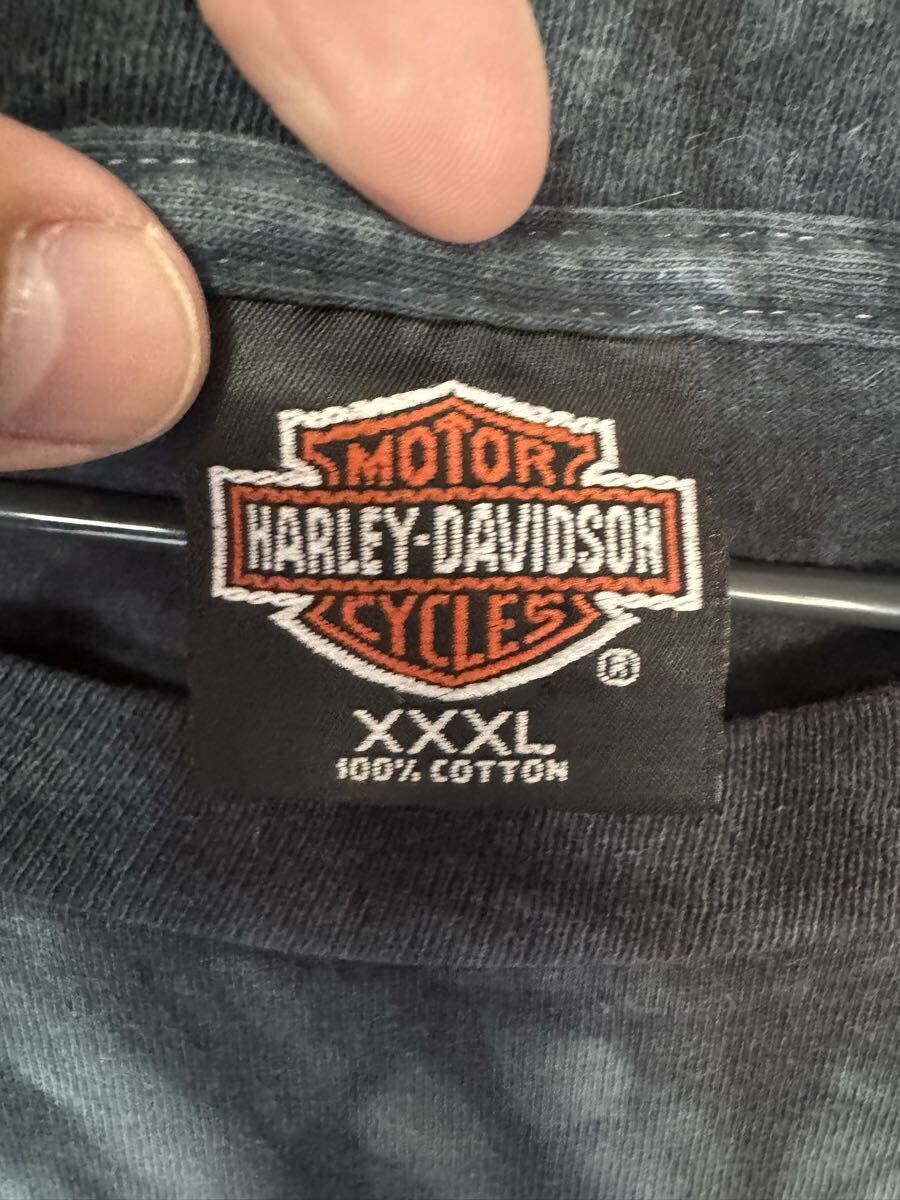 MOTOR
HARLEY-DAVIDSON
CYCLES
®
XXXL
100% COTTON